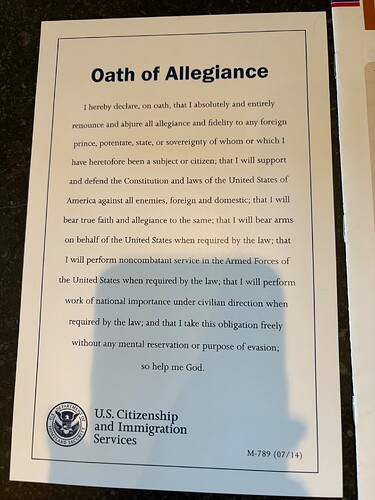 Oath of Allegiance
I hereby declare, on oath, that I absolutely and entirely
renounce and abjure all allegiance and fidelity to any foreign
prince, potentate, state, or sovereignty of whom or which I
have heretofore been a subject or citizen; that I will support
and defend the Constitution and laws of the United States of
America against all enemies, foreign and domestic; that I will
bear true faith and allegiance to the same; that I will bear arms
on behalf of the United States when required by the law; that
I will perform noncombatant service in the Armed Forces of
the United States when required by the law; that I will perform
work of national importance under civilian direction when
required by the law; and that I take this obligation freely
without any mental reservation or purpose of evasion;
so help me God.
U.S. Citizenship
and Immigration
Services
M-789 (07/14)